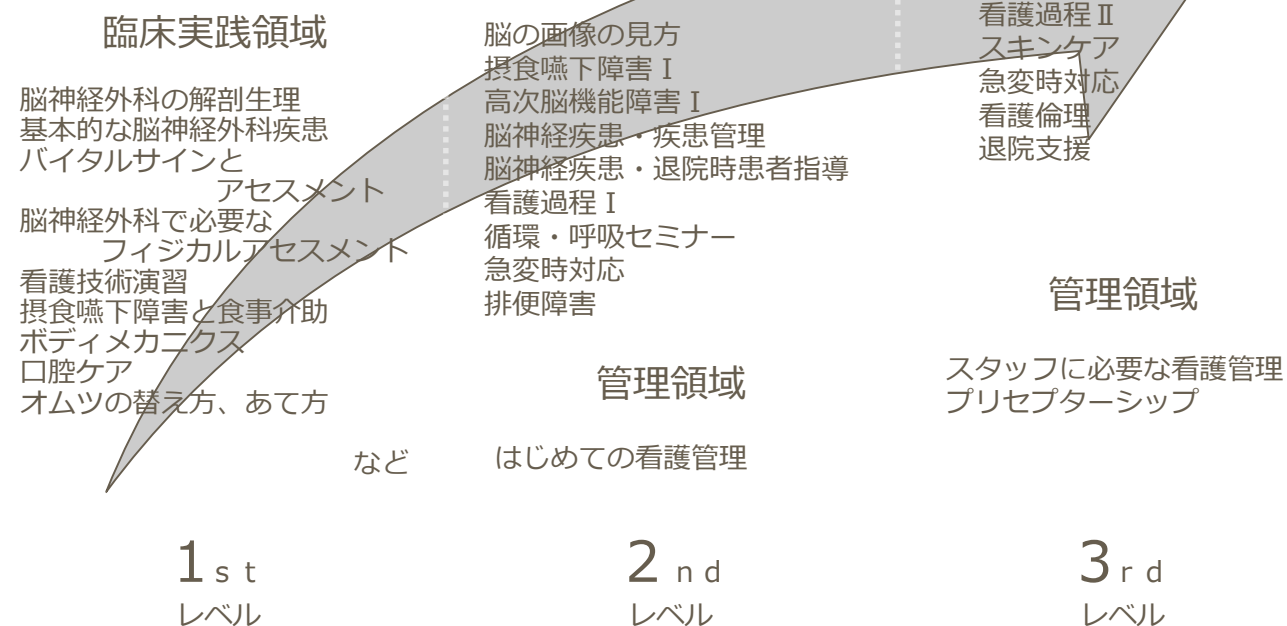 臨床実践領域
脳神経外科の解剖生理
基本的な脳神経外科疾患
バイタルサインと
アセスメント
脳神経外科で必要な
フィジカルアセスメント
看護技術演習
摂食嚥下障害と食事介助
ボディメカニクス
口腔ケア
オムツの替え方、あて方
など
1st
レベル
脳の画像の見方
摂食嚥下障害Ⅰ
高次脳機能障害Ⅰ
脳神経疾患・疾患管理
脳神経疾患・退院時患者指導
看護過程Ⅰ
循環・呼吸セミナー
急変時対応
排便障害
管理領域
はじめての看護管理
2nd
レベル
看護過程Ⅱ
スキンケア
急変時対応
看護倫理
退院支援
管理領域
スタッフに必要な看護管理
プリセプターシップ
3rd
レベル